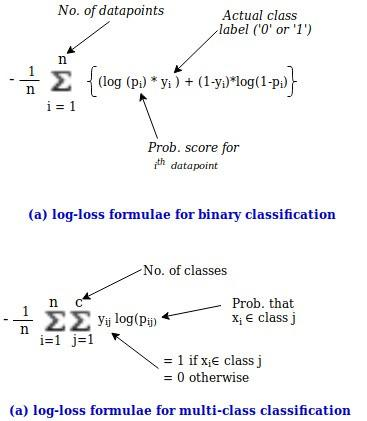 No. of datapoints
Actual class
label ('0' or '1')
- 1/n n Σ i = 1 {(log (pᵢ) * yᵢ ) + (1-yᵢ)*log(1-pᵢ)}
Prob. score for
iᵗʰ datapoint
(a) log-loss formulae for binary classification
No. of classes
- 1/n n Σ i=1 c Σ j=1 yᵢⱼ log(pᵢⱼ)
Prob. that
xᵢ ∈ class j
= 1 if xᵢ∈ class j
= 0 otherwise
(a) log-loss formulae for multi-class classification